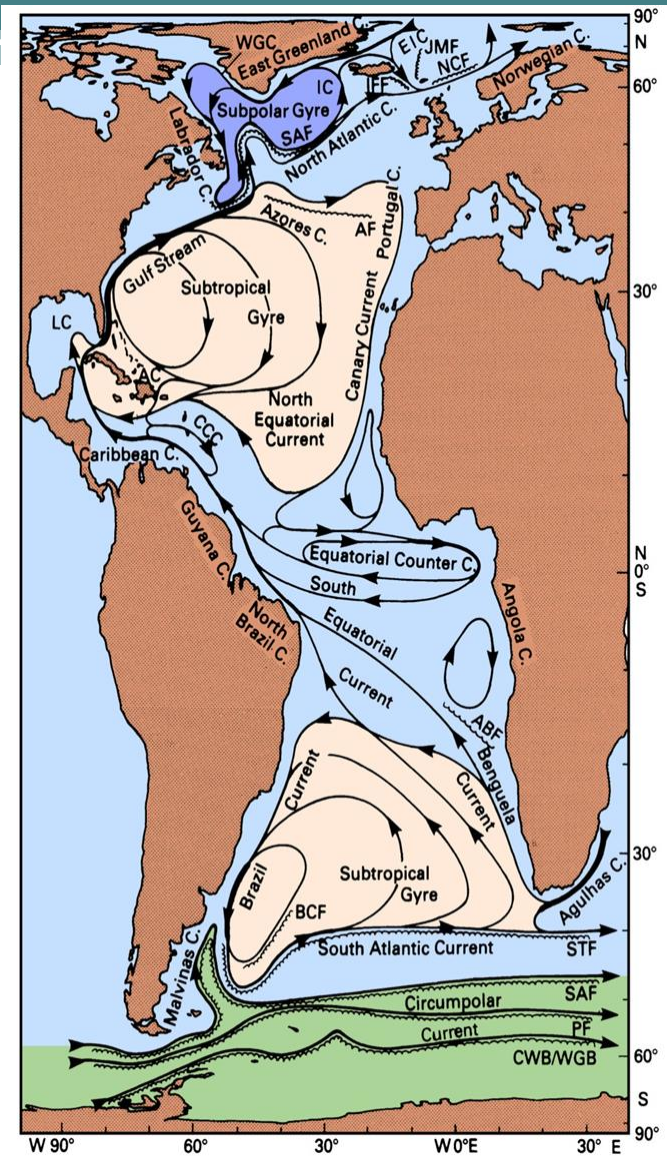 90°
N
WGC
East Greenland C.
EIC
JMF
NCF
Norwegian C.
IC
IFF
60°
Subpolar Gyre
SAF
Labrador C.
North Atlantic C.
Azores C.
AF
Portugal C.
Gulf Stream
Subtropical
Gyre
30°
Canary Current
LC
AC
North
Equatorial
Current
CCC
Caribbean C.
Guyana C.
Equatorial Counter C.
N
0°
S
South
Equatorial
Current
North
Brazil C.
Angola C.
ABF
Benguela
Current
Current
Brazil
Subtropical
Gyre
30°
BCF
Agulhas C.
South Atlantic Current
STF
Malvinas C.
SAF
Circumpolar
Current
PF
CWB/WGB
60°
S
90°
W 90°
60°
30°
W 0°E
30° E